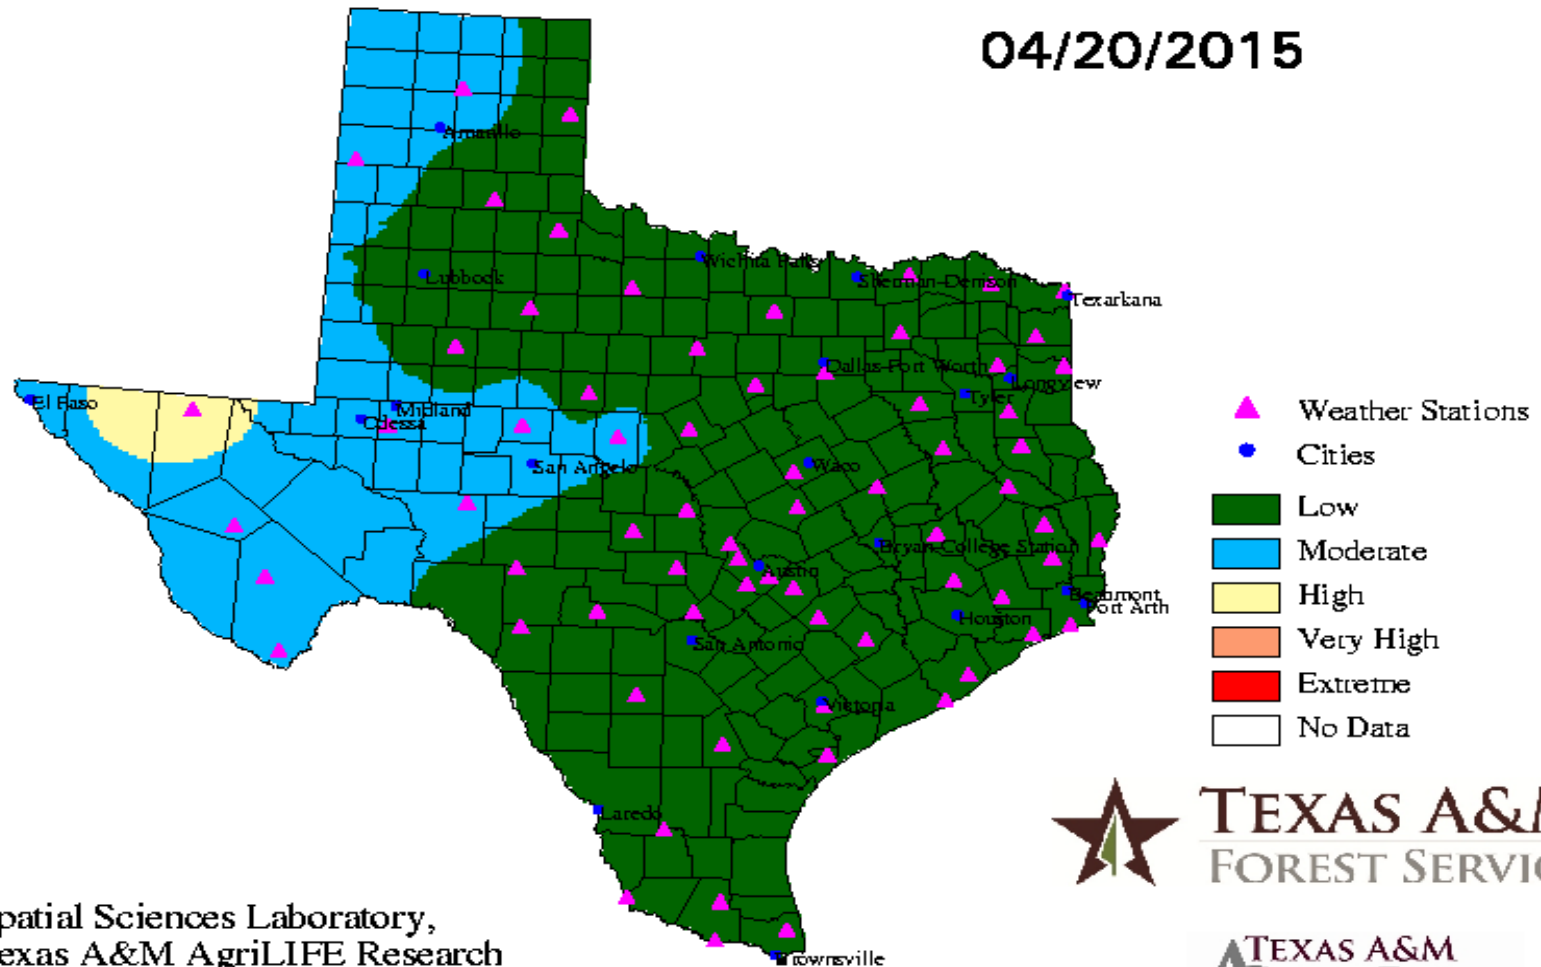 04/20/2015
Amarillo
Lubbock
Wichita Falls
Sherman-Denison
Texarkana
Dallas-Fort Worth
Longview
Tyler
El Paso
Midland
Odessa
San Angelo
Waco
Bryan-College Station
Austin
Beaumont
Port Arth
Houston
San Antonio
Victoria
Laredo
rownsville
Weather Stations
Cities
Low
Moderate
High
Very High
Extreme
No Data
TEXAS A&M
FOREST SERVIC
patial Sciences Laboratory,
exas A&M AgriLIFE Research
TEXAS A&M